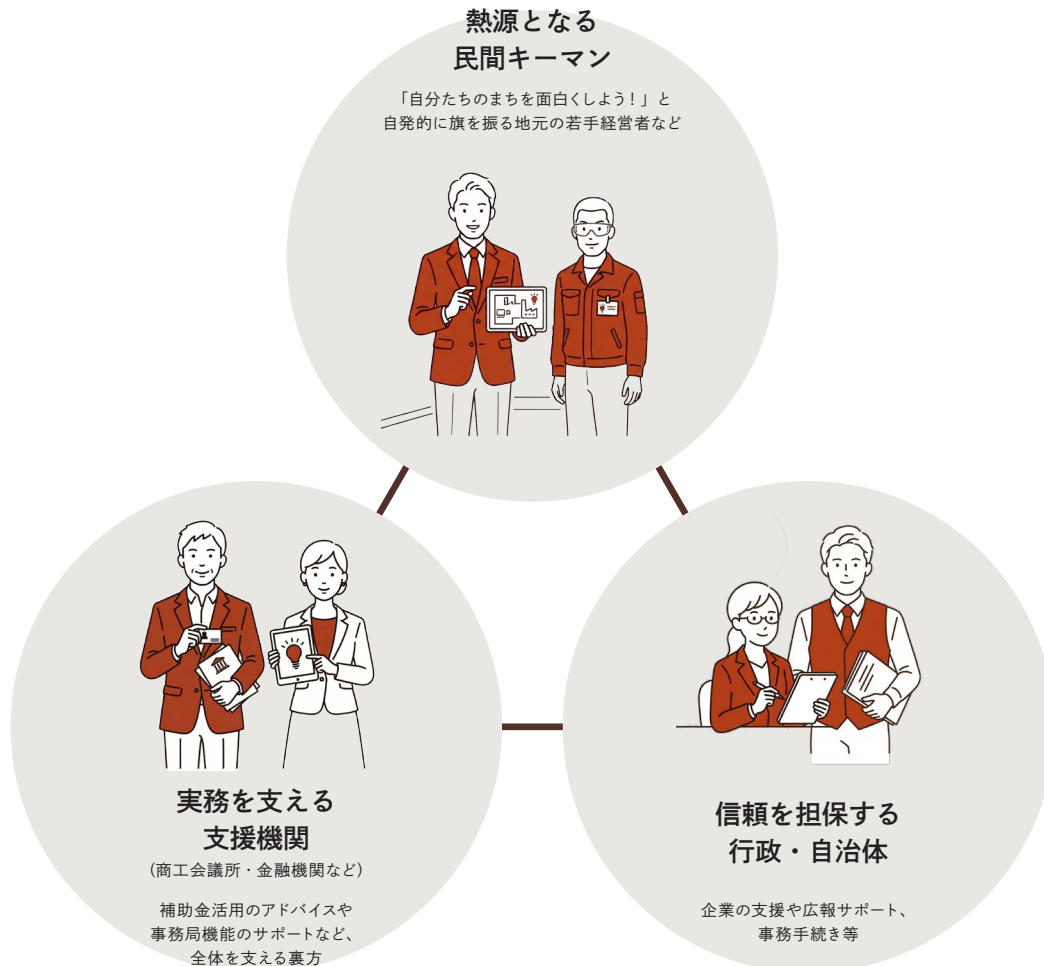 熱源となる
民間キーマン
「自分たちのまちを面白くしよう！」と
自発的に旗を振る地元の若手経営者など
実務を支える
支援機関
(商工会議所・金融機関など)
補助金活用のアドバイスや
事務局機能のサポートなど、
全体を支える裏方
信頼を担保する
行政・自治体
企業の支援や広報サポート、
事務手続き等